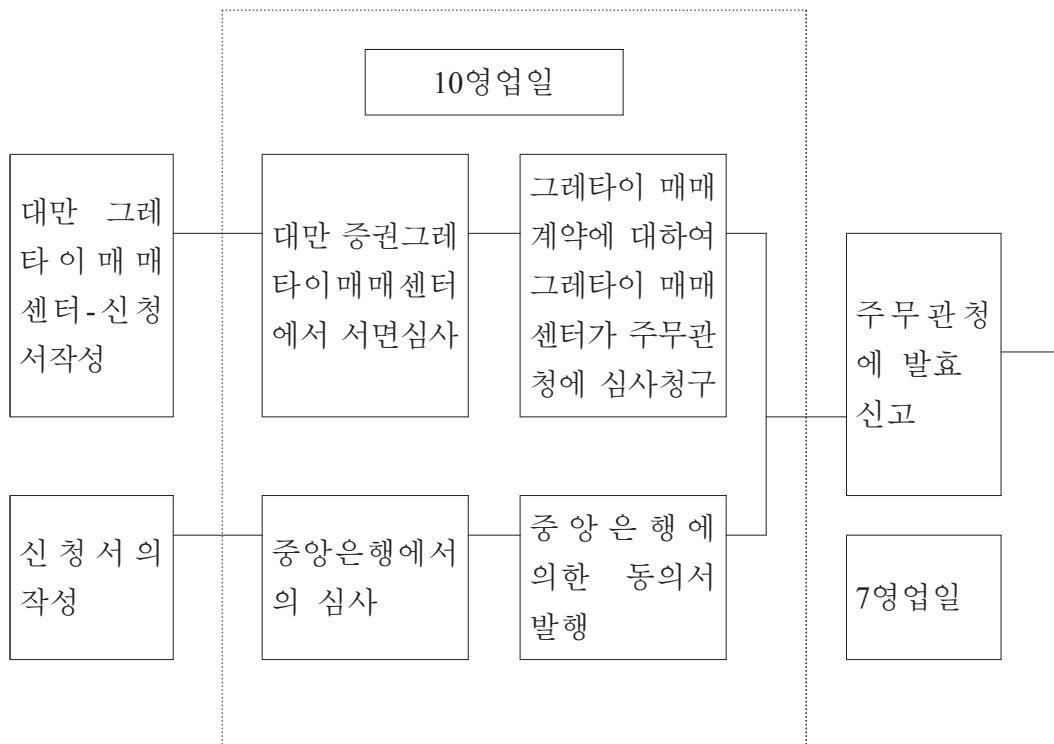 10영업일
대만 그레
타이매매
센터-신청
서작성
대만 증권그레
타이매매센터
에서 서면심사
그레타이 매매
계약에 대하여
그레타이 매매
센터가 주무관
청에 심사청구
주무관청
에 발효
신고
신청서의
작성
중앙은행에서
의 심사
중앙은행에
의한 동의서
발행
7영업일